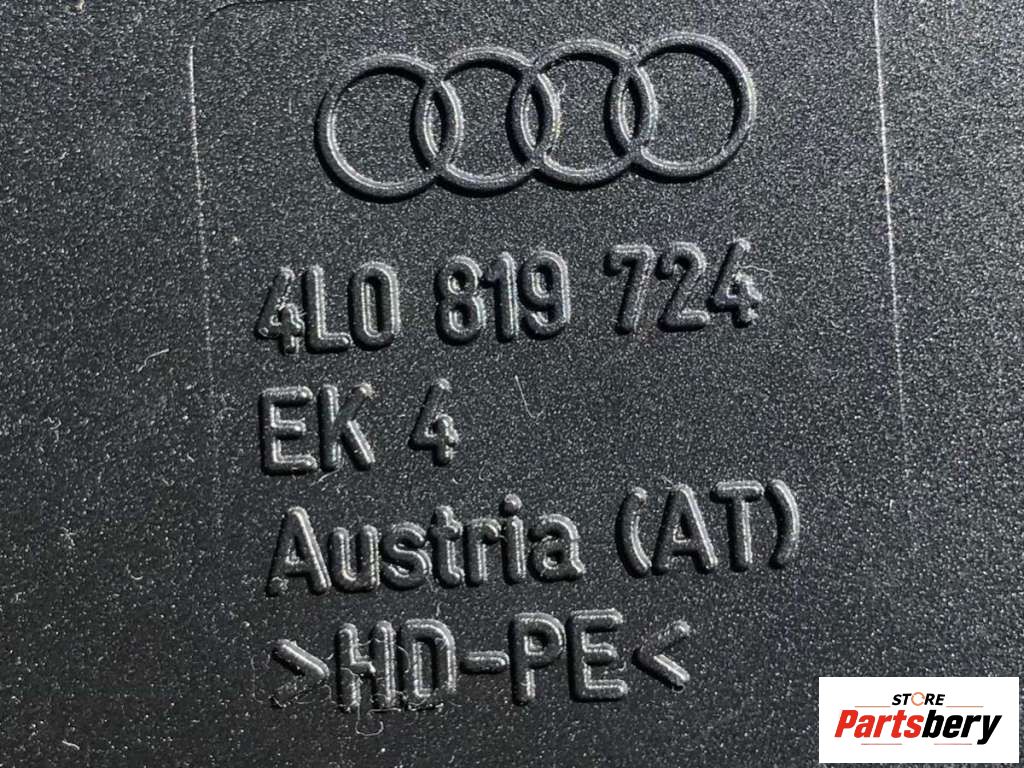 4L0 819 724
EK 4
Austria (AT)
>HD-PE<
STORE
Partsbery